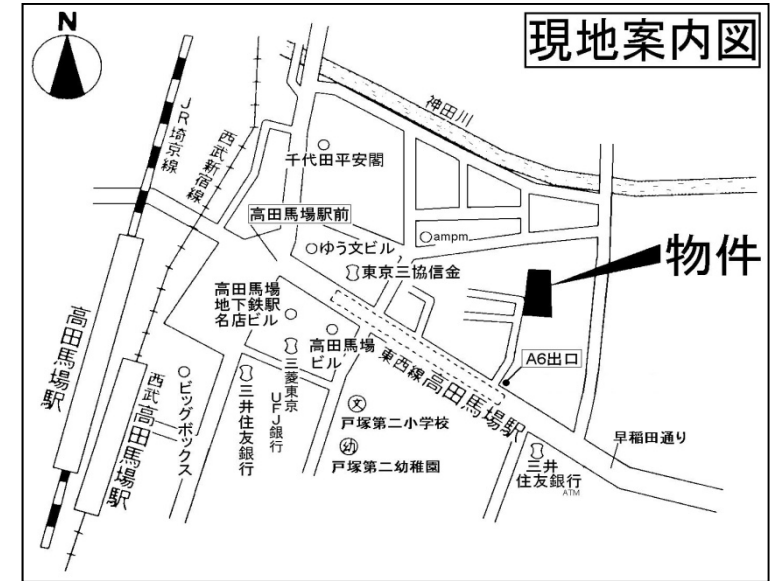 現地案内図
N
神田川
JR埼京線
西武新宿線
千代田平安閣
高田馬場駅前
ampm
ゆう文ビル
東京三協信金
物件
高田馬場
地下鉄駅
名店ビル
高田馬場
ビル
A6出口
東西線高田馬場駅
高田馬場駅
西武高田馬場駅
ビッグボックス
三井住友銀行
三菱東京
UFJ銀行
文
戸塚第二小学校
幼
戸塚第二幼稚園
早稲田通り
三井
住友銀行
ATM